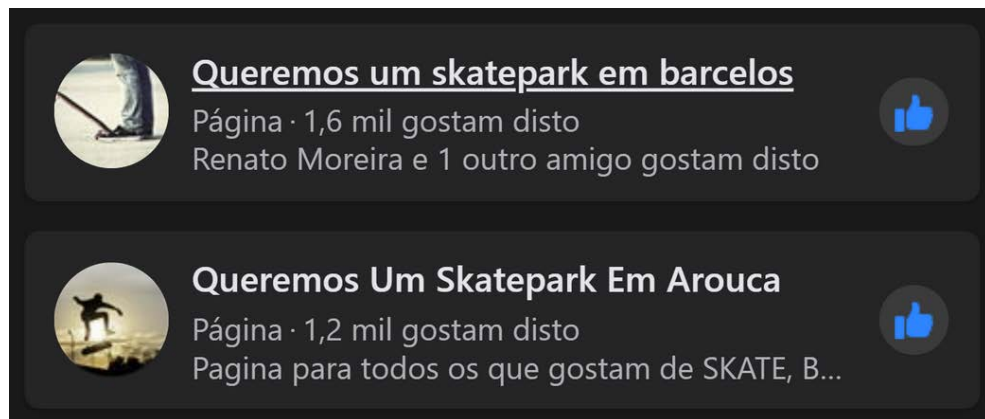 Queremos um skatepark em barcelos
Página · 1,6 mil gostam disto
Renato Moreira e 1 outro amigo gostam disto
Queremos Um Skatepark Em Arouca
Página · 1,2 mil gostam disto
Pagina para todos os que gostam de SKATE, B...